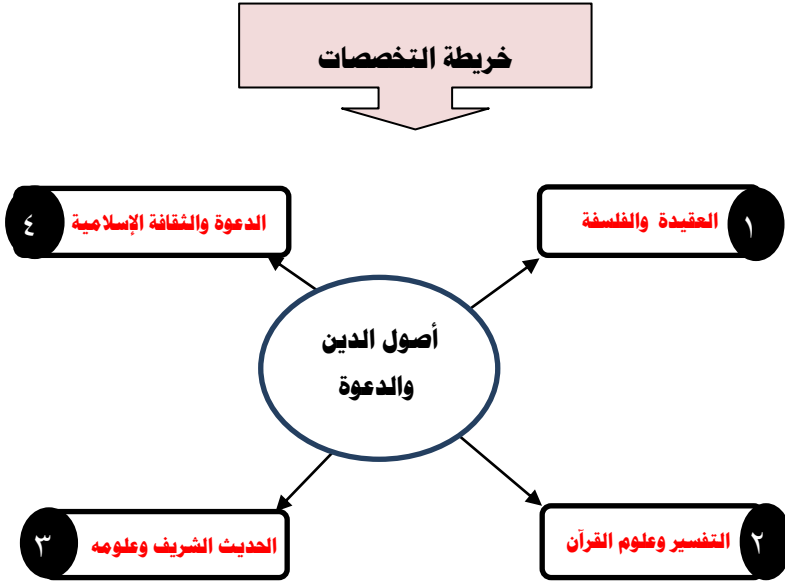 خريطة التخصصات
١ العقيدة والفلسفة
الدعوة والثقافة الإسلامية ٤
أصول الدين
والدعوة
٢ التفسير وعلوم القرآن
الحديث الشريف وعلومه ٣